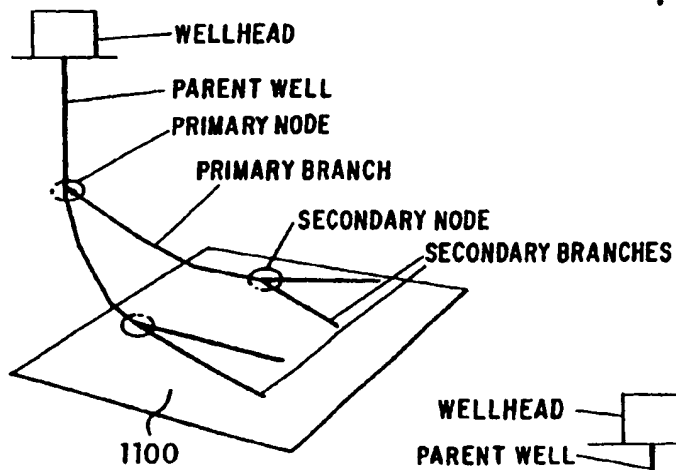 WELLHEAD
PARENT WELL
PRIMARY NODE
PRIMARY BRANCH
SECONDARY NODE
SECONDARY BRANCHES
1100
WELLHEAD
PARENT WELL